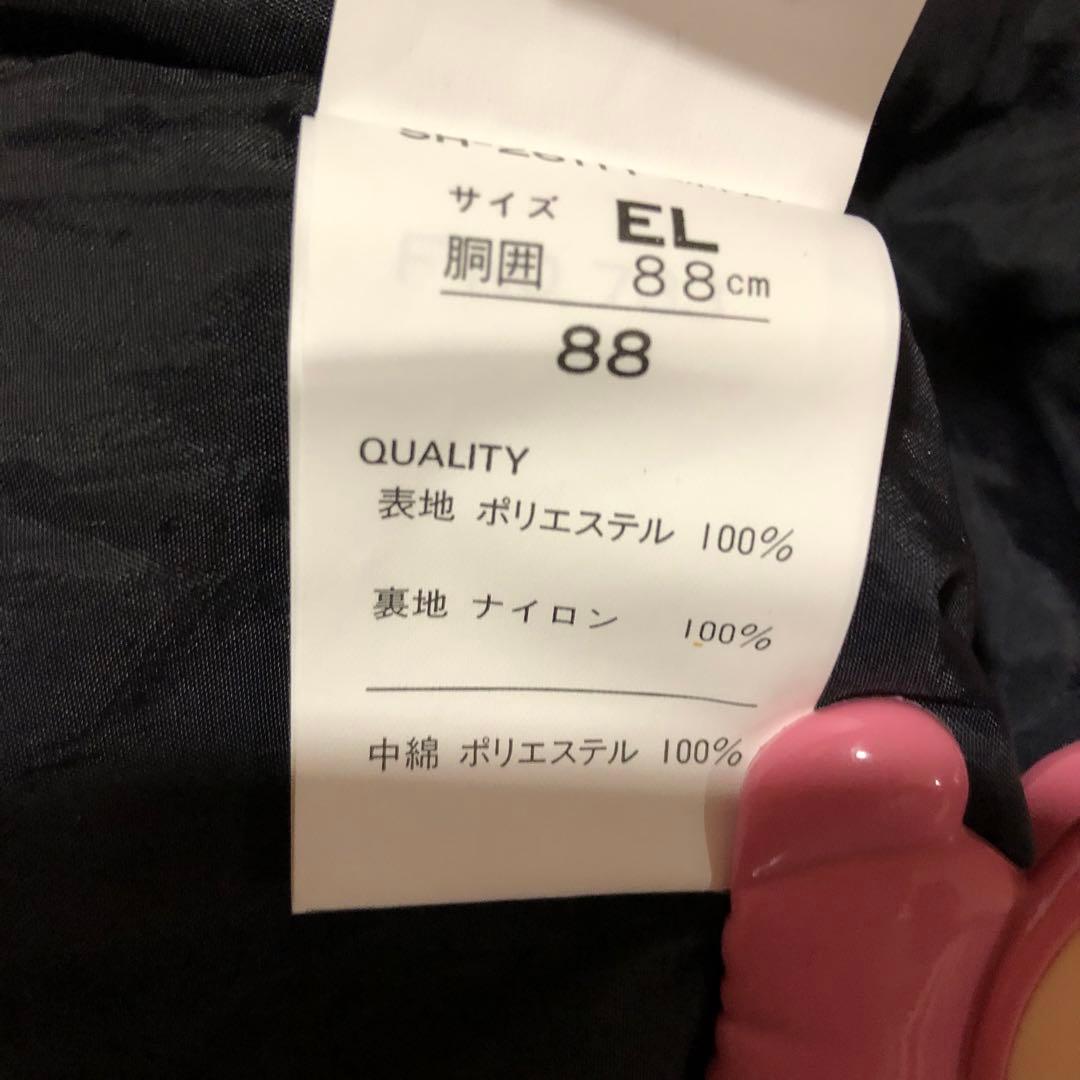 サイズ EL
胴囲 88cm
88
QUALITY
表地 ポリエステル 100%
裏地 ナイロン 100%
中綿 ポリエステル 100%